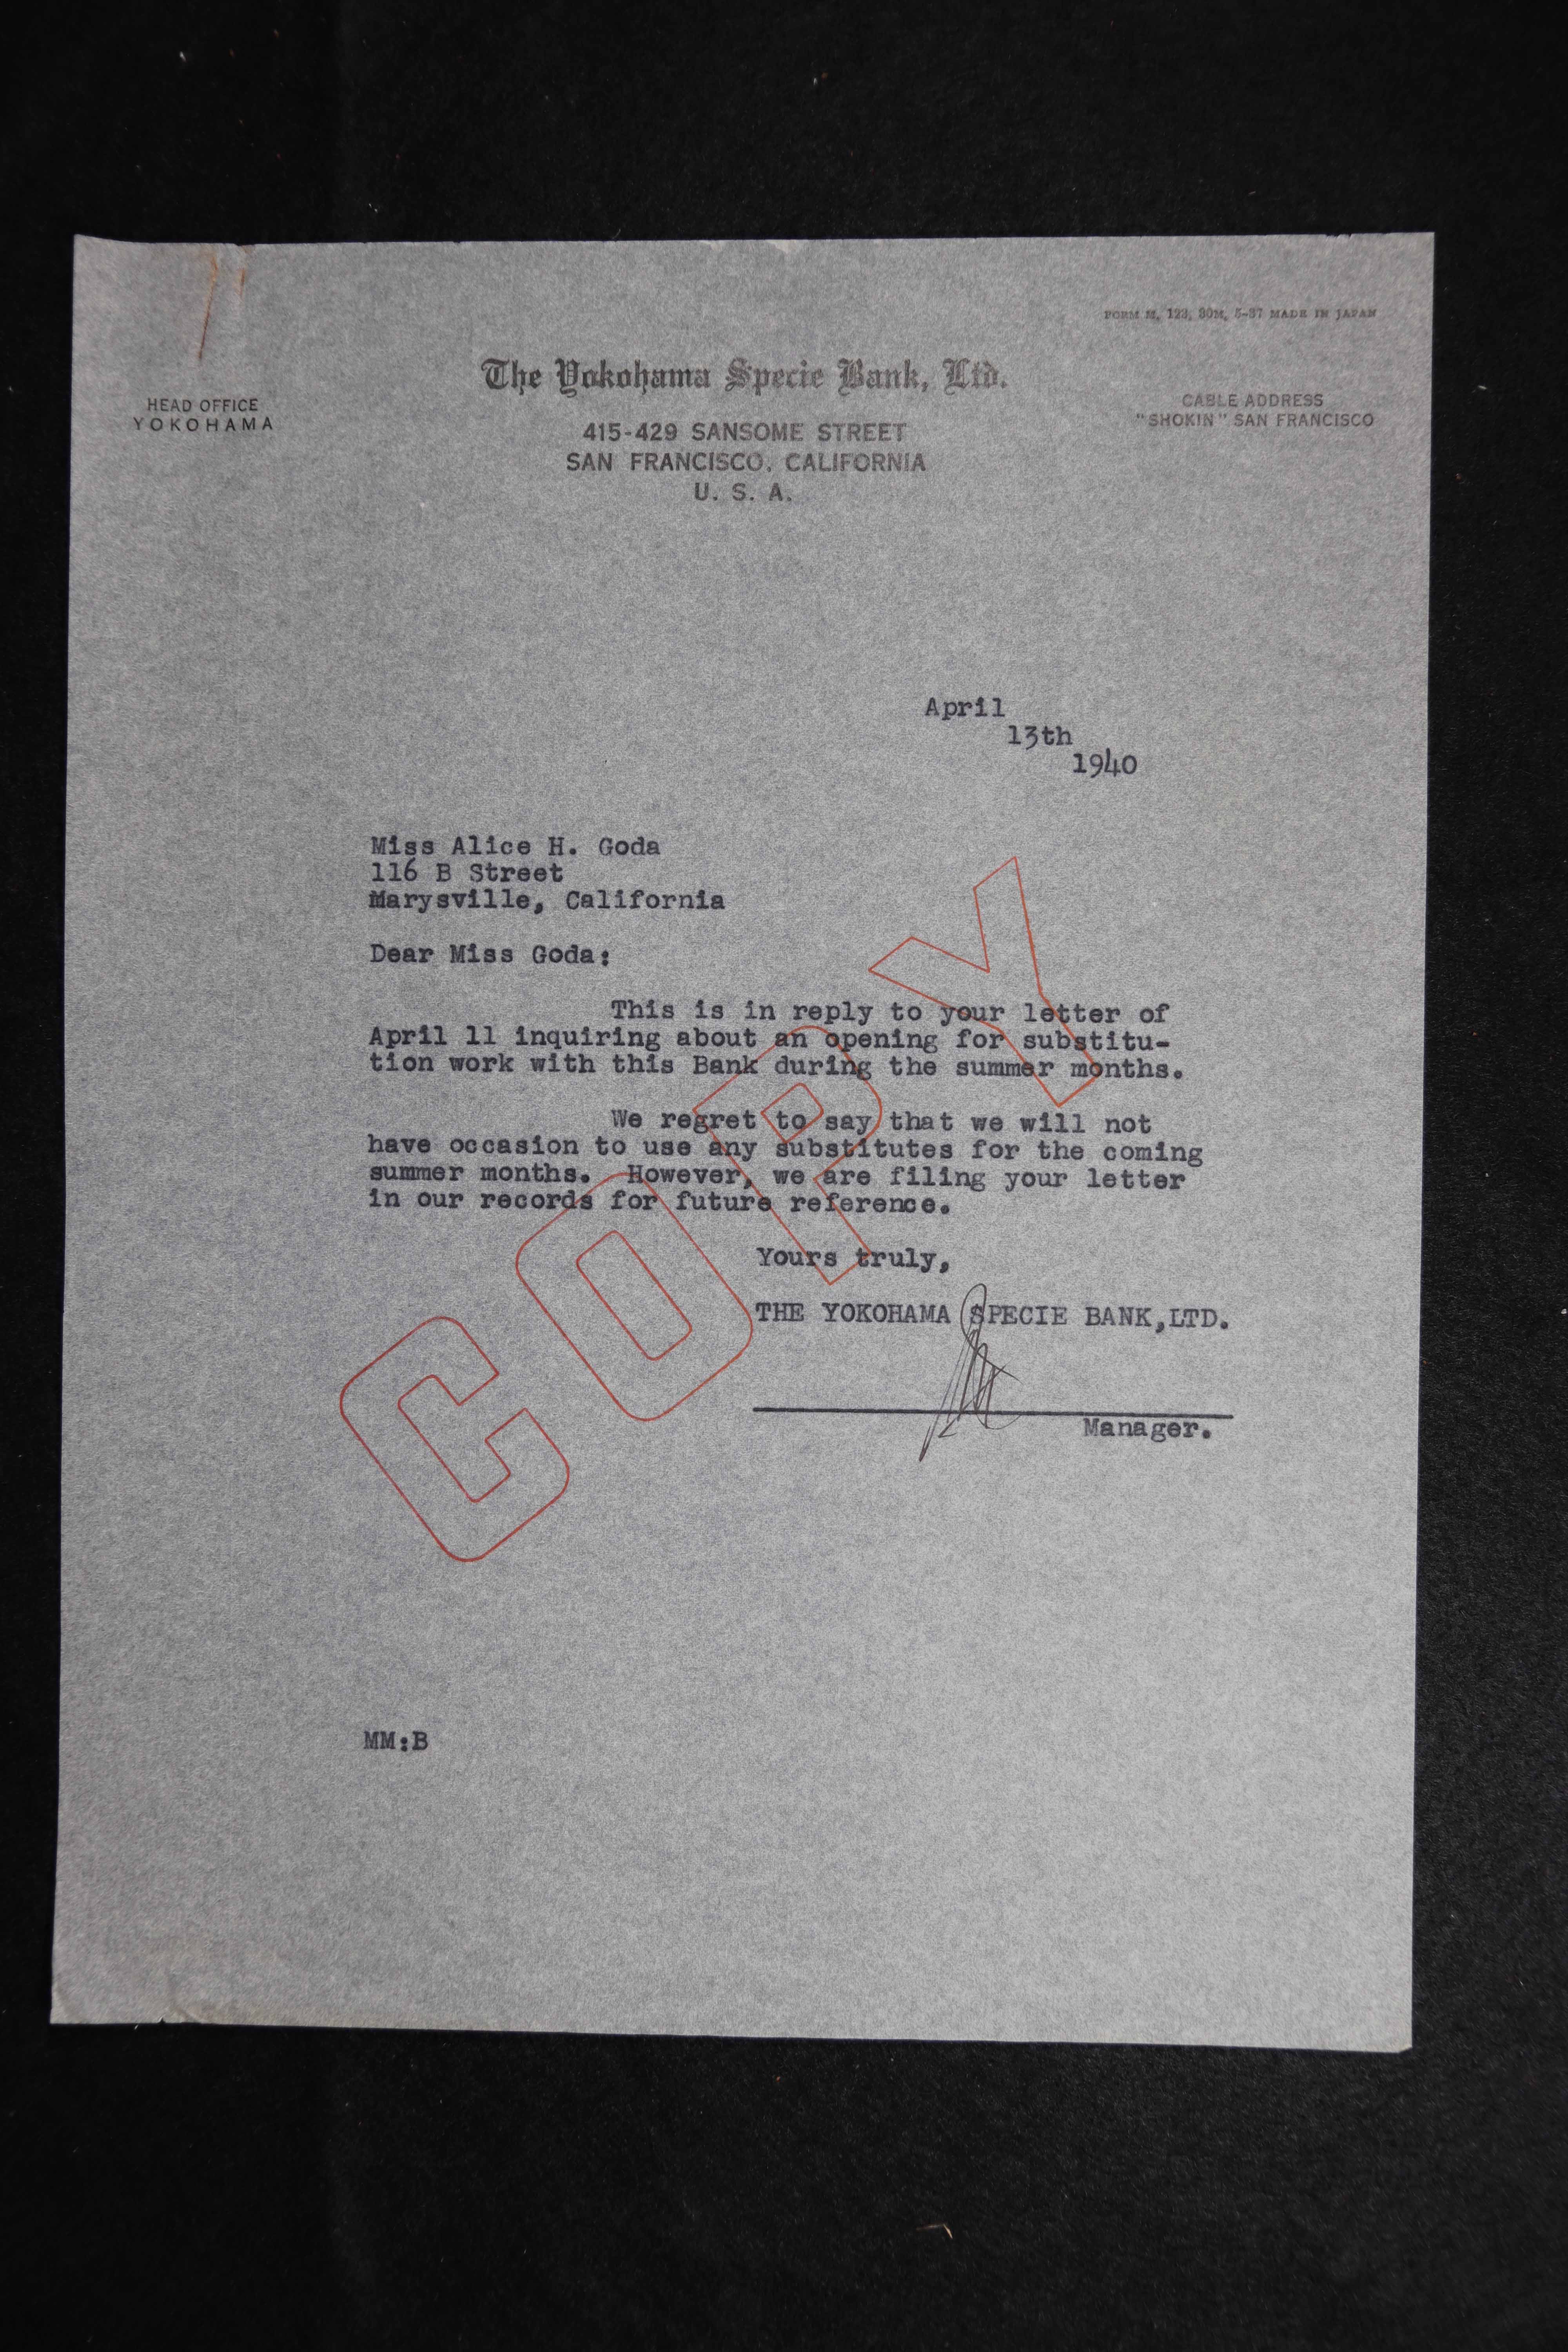 FORM M. 123, 30M, 5-37 MADE IN JAPAN
The Yokohama Specie Bank, Ltd.
HEAD OFFICE
YOKOHAMA
CABLE ADDRESS
"SHOKIN" SAN FRANCISCO
415-429 SANSOME STREET
SAN FRANCISCO, CALIFORNIA
U. S. A.
April
13th
1940
Miss Alice H. Goda
116 B Street
Marysville, California
Dear Miss Goda:
This is in reply to your letter of
April 11 inquiring about an opening for substitu-
tion work with this Bank during the summer months.
We regret to say that we will not
have occasion to use any substitutes for the coming
summer months. However, we are filing your letter
in our records for future reference.
Yours truly,
THE YOKOHAMA SPECIE BANK,LTD.
Manager.
COPY
MM:B